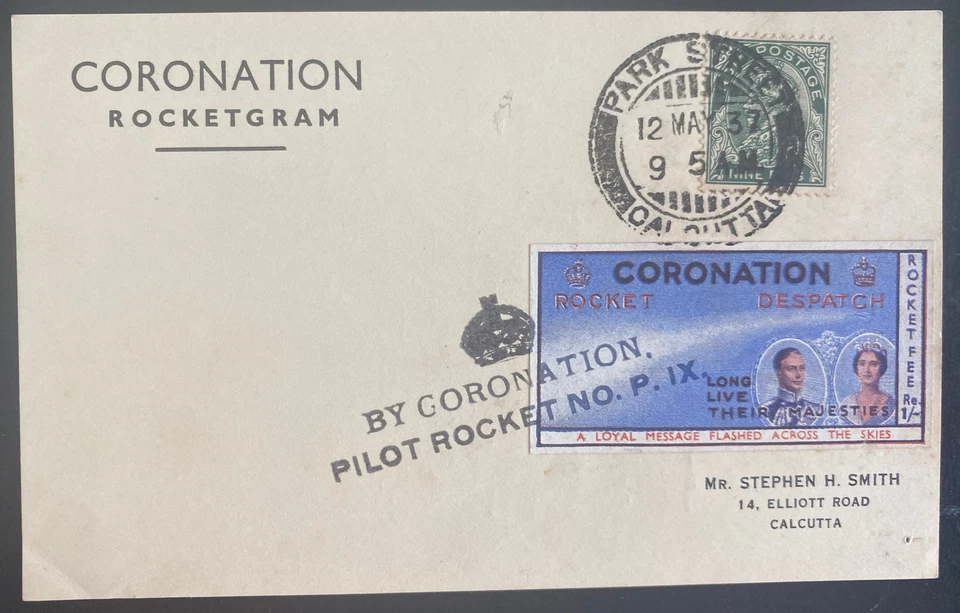 CORONATION
ROCKETGRAM
PARK STREET
12 MAY 37
9 5 A.M.
CALCUTTA
POSTAGE
NINE PIES
CORONATION
ROCKET DESPATCH
LONG
LIVE
THEIR MAJESTIES
ROCKET FEE
Re.
1/-
A LOYAL MESSAGE FLASHED ACROSS THE SKIES
BY CORONATION.
PILOT ROCKET NO. P. IX.
MR. STEPHEN H. SMITH
14, ELLIOTT ROAD
CALCUTTA